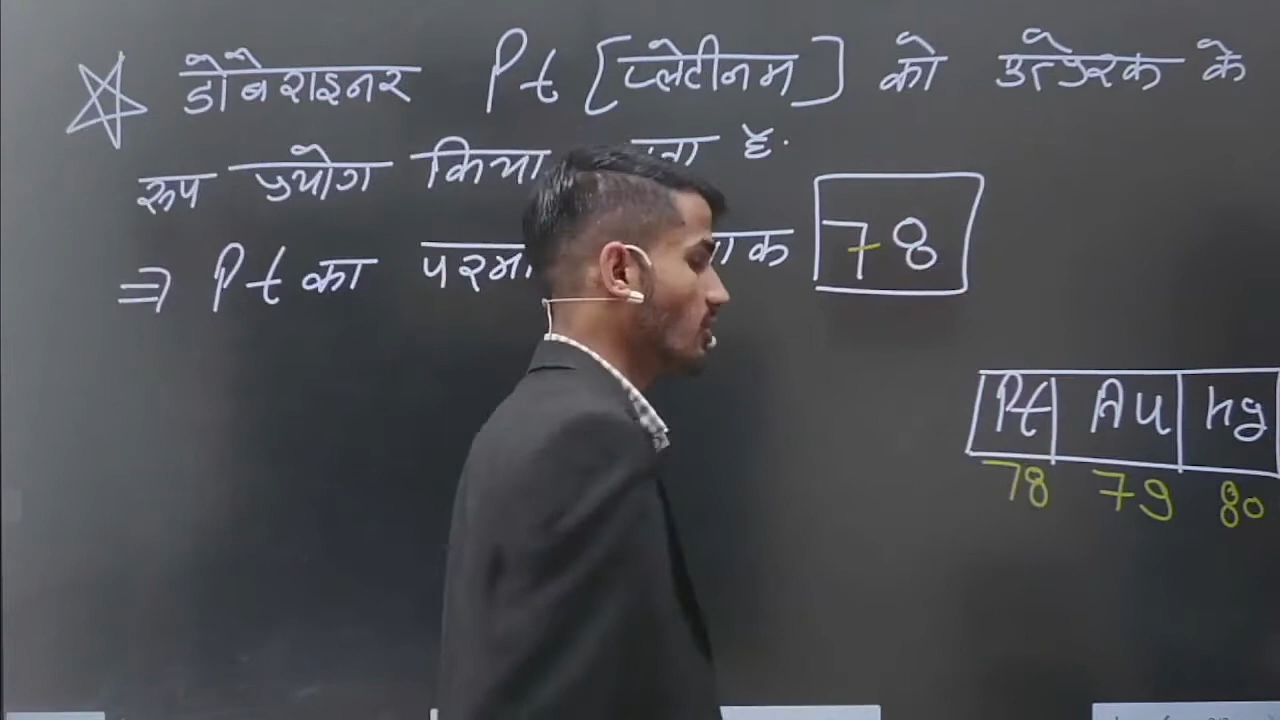 डोबेराइनर Pt [प्लेटीनम] को उत्प्रेरक के
रूप प्रयोग किया है.
⇒ Pt का 78
Pt Au Hg
78 79 80